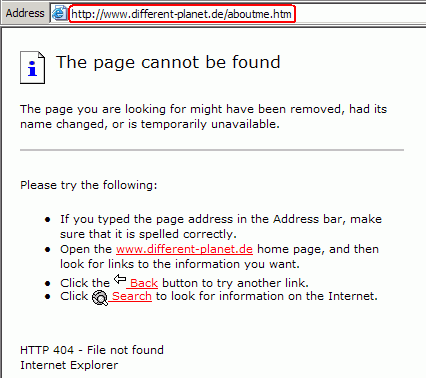 Address http://www.different-planet.de/aboutme.htm
The page cannot be found
The page you are looking for might have been removed, had its
name changed, or is temporarily unavailable.
Please try the following:
If you typed the page address in the Address bar, make
sure that it is spelled correctly.
Open the www.different-planet.de home page, and then
look for links to the information you want.
Click the Back button to try another link.
Click Search to look for information on the Internet.
HTTP 404 - File not found
Internet Explorer